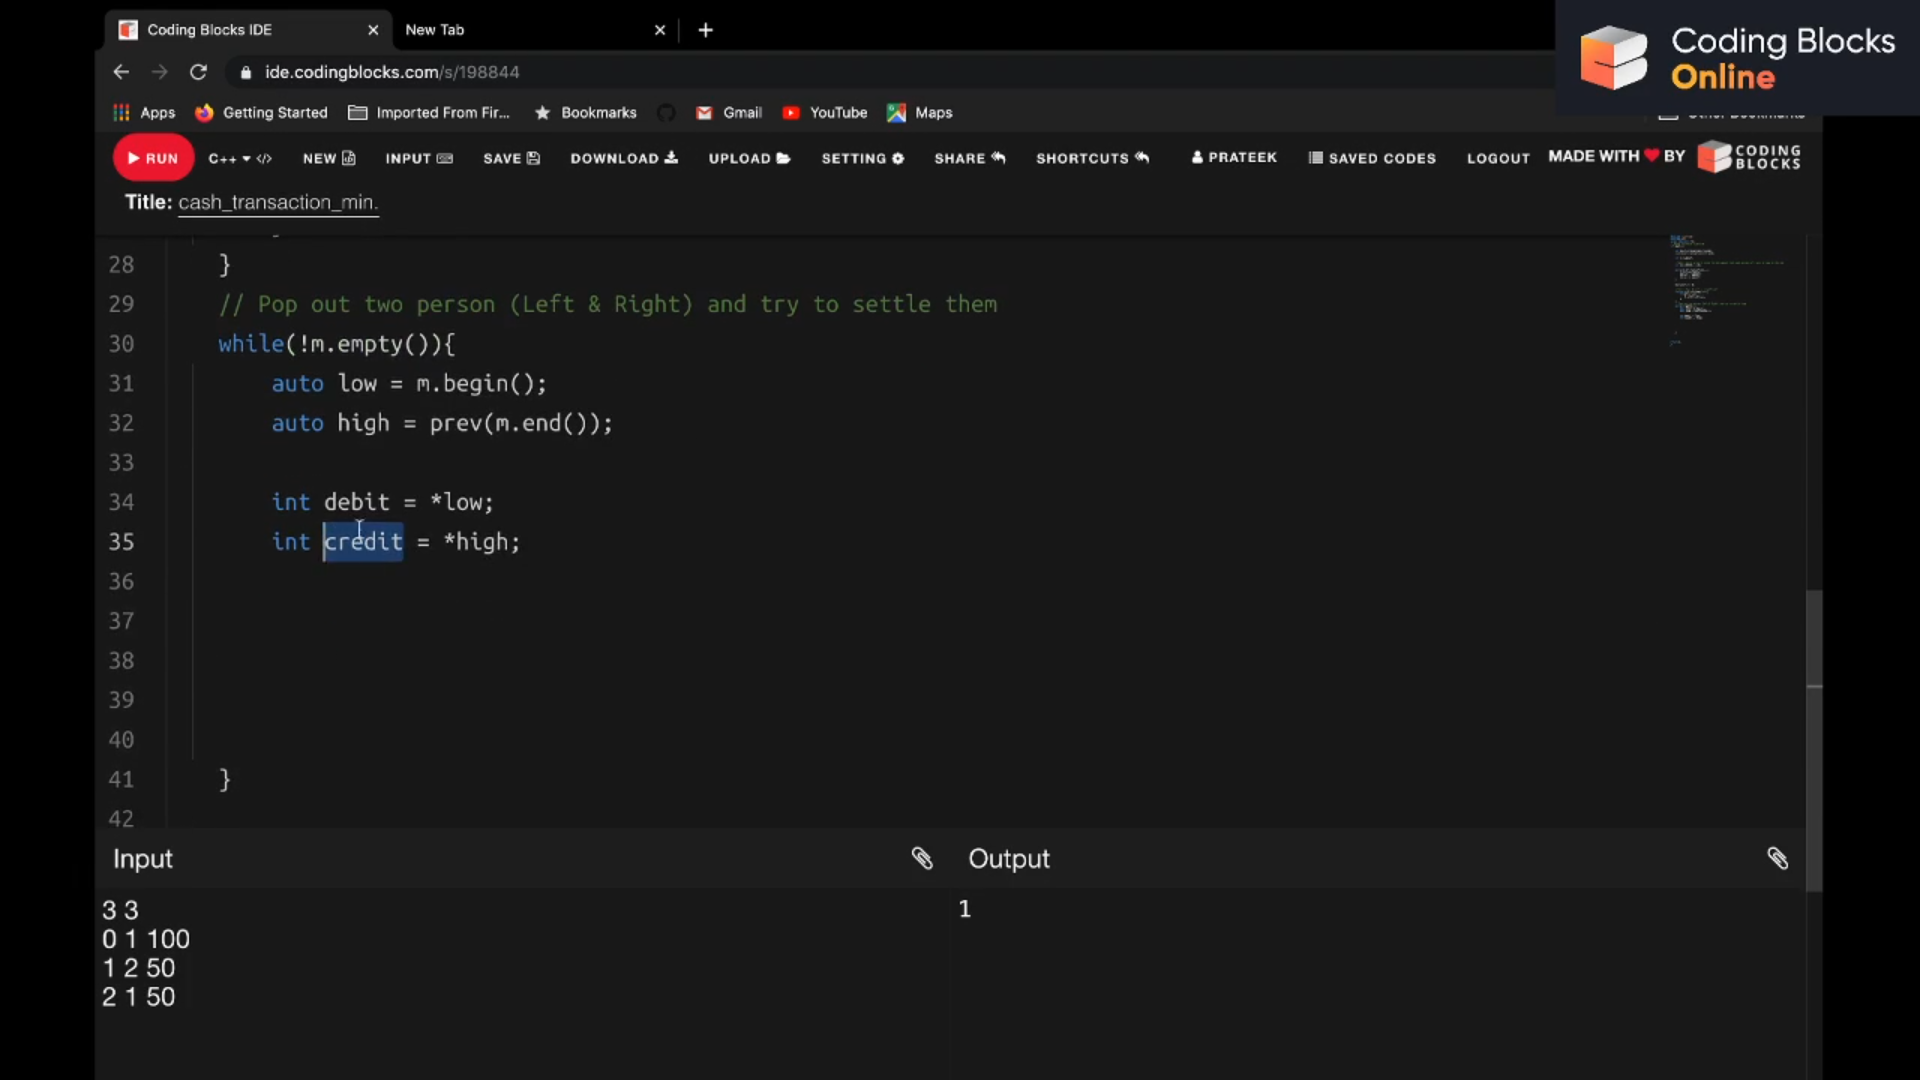 Coding Blocks IDE
New Tab
Coding Blocks
Online
ide.codingblocks.com/s/198844
Apps
Getting Started
Imported From Fir...
Bookmarks
Gmail
YouTube
Maps
RUN
C++
NEW
INPUT
SAVE
DOWNLOAD
UPLOAD
SETTING
SHARE
SHORTCUTS
PRATEEK
SAVED CODES
LOGOUT
MADE WITH BY
CODING
BLOCKS
Title: cash_transaction_min.
28 }
29 // Pop out two person (Left & Right) and try to settle them
30 while(!m.empty()){
31 auto low = m.begin();
32 auto high = prev(m.end());
33
34 int debit = *low;
35 int credit = *high;
36
37
38
39
40
41 }
42
Input
Output
3 3
0 1 100
1 2 50
2 1 50
1